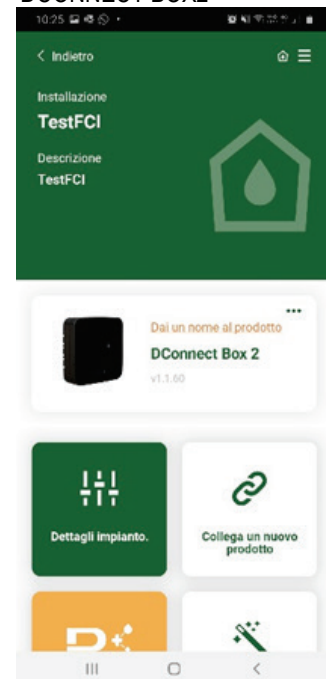 DCONNECT BOX2
10:25
Indietro
Installazione
TestFCI
Descrizione
TestFCI
Dai un nome al prodotto
DConnect Box 2
v1.1.60
Dettagli impianto.
Collega un nuovo
prodotto